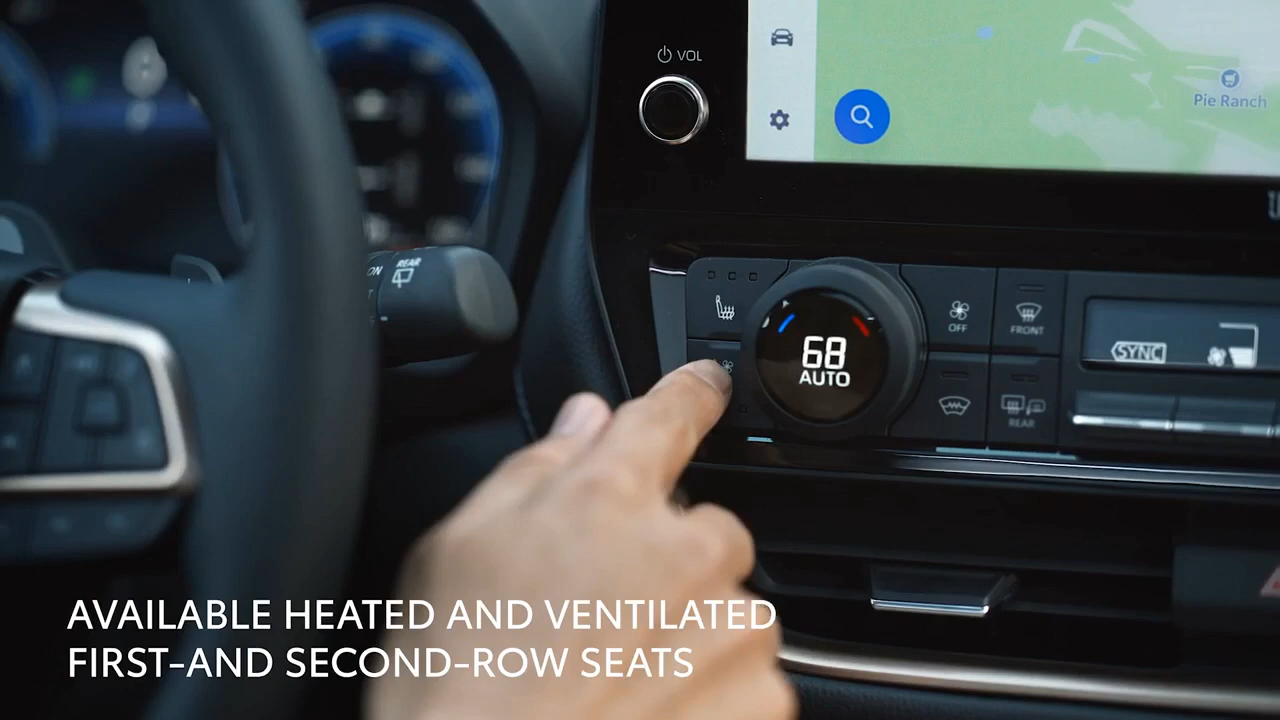 VOL
Pie Ranch
ON
REAR
OFF
FRONT
68
AUTO
SYNC
REAR
AVAILABLE HEATED AND VENTILATED
FIRST-AND SECOND-ROW SEATS